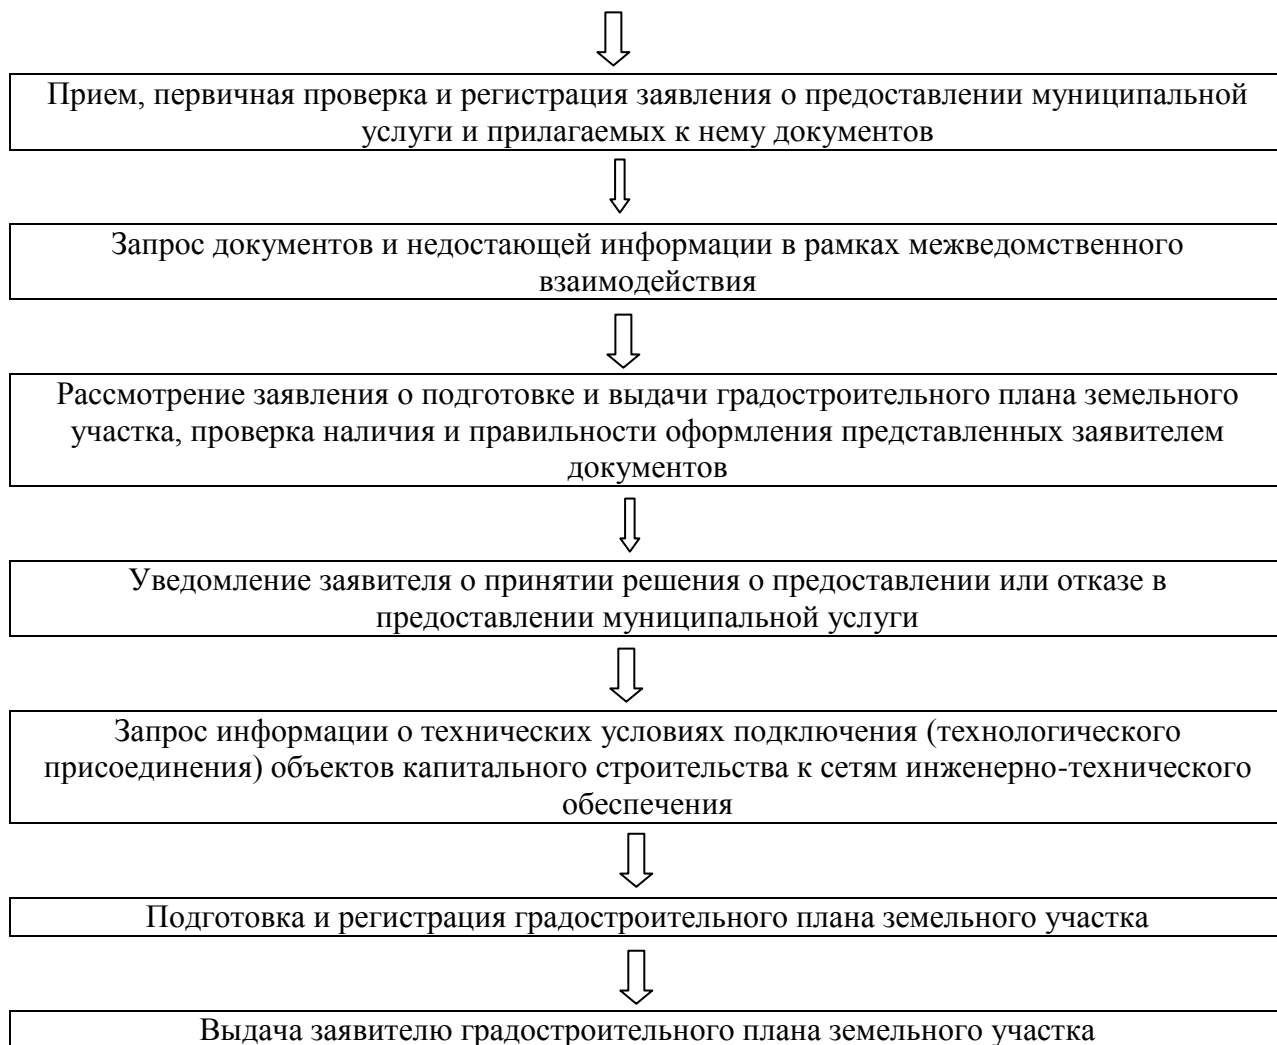 Прием, первичная проверка и регистрация заявления о предоставлении муниципальной
услуги и прилагаемых к нему документов
Запрос документов и недостающей информации в рамках межведомственного
взаимодействия
Рассмотрение заявления о подготовке и выдачи градостроительного плана земельного
участка, проверка наличия и правильности оформления представленных заявителем
документов
Уведомление заявителя о принятии решения о предоставлении или отказе в
предоставлении муниципальной услуги
Запрос информации о технических условиях подключения (технологического
присоединения) объектов капитального строительства к сетям инженерно-технического
обеспечения
Подготовка и регистрация градостроительного плана земельного участка
Выдача заявителю градостроительного плана земельного участка